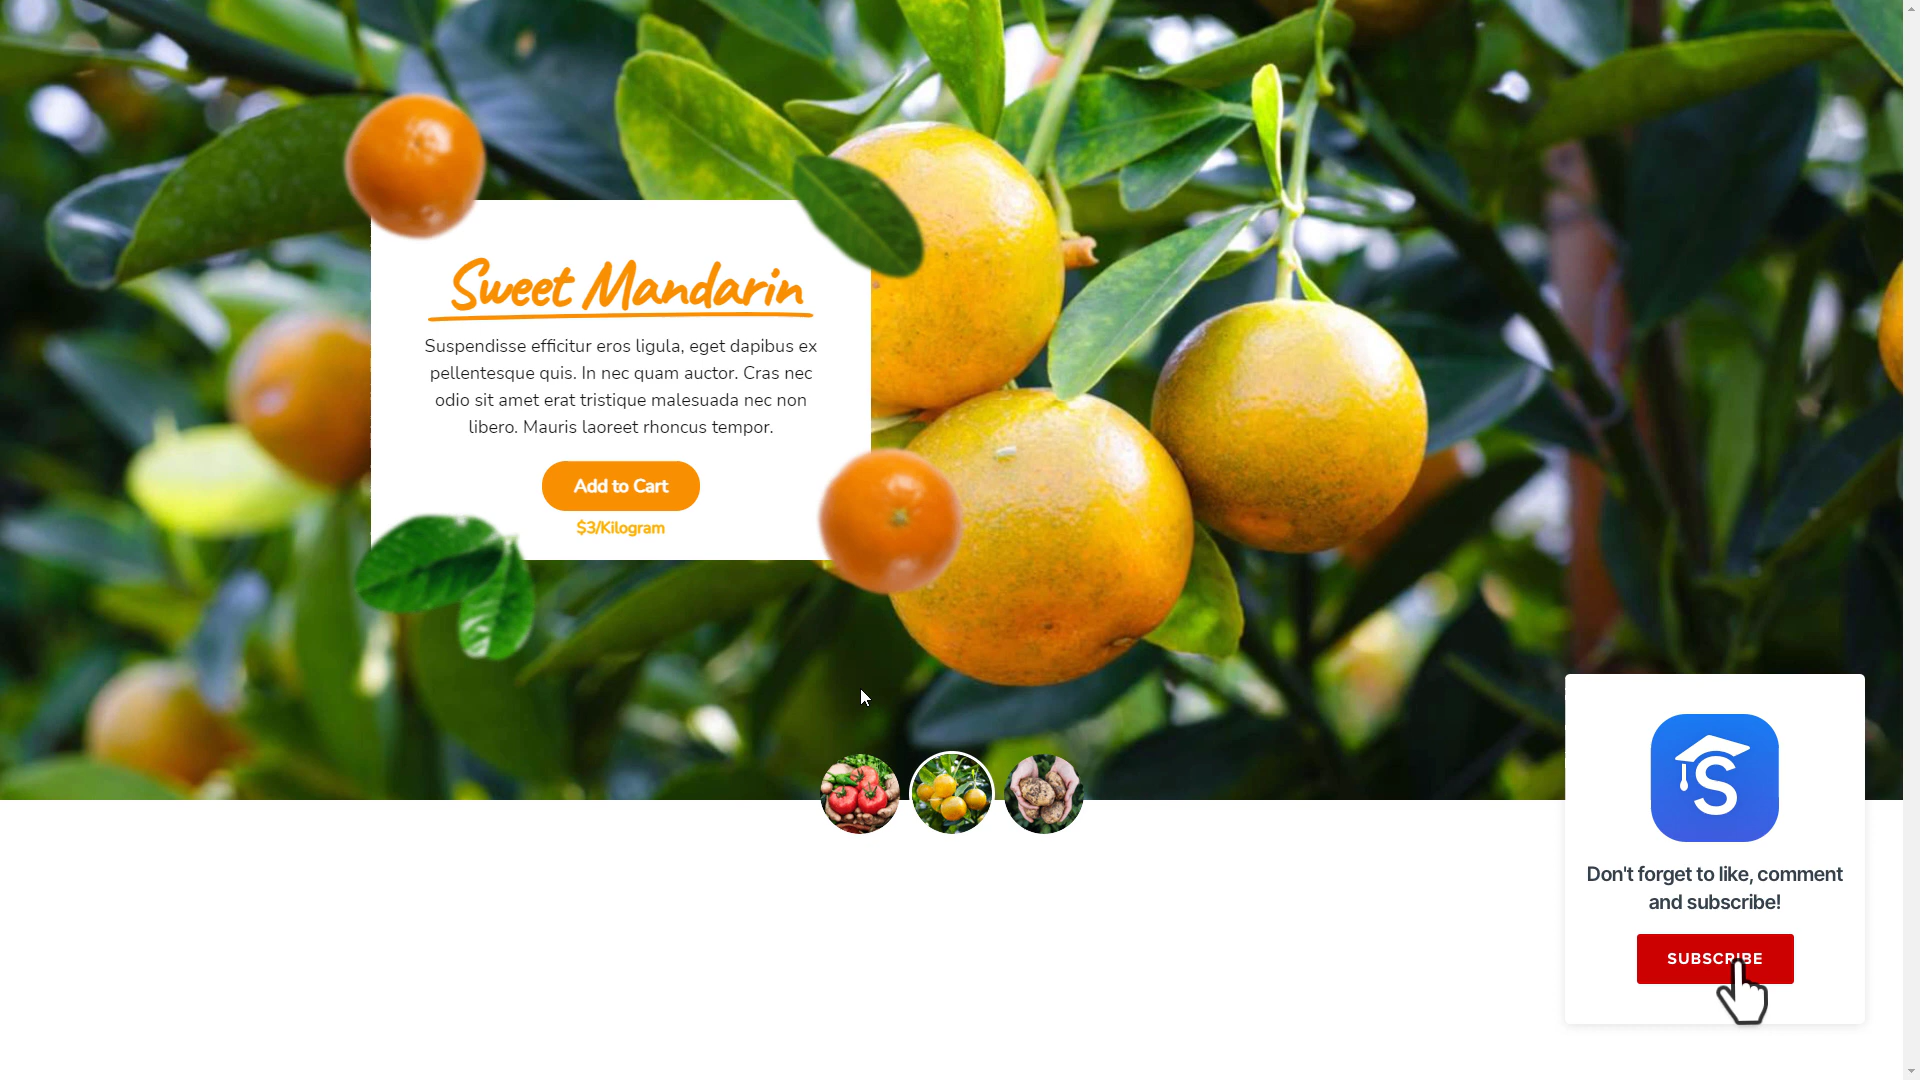 Sweet Mandarin
Suspendisse efficitur eros ligula, eget dapibus ex
pellentesque quis. In nec quam auctor. Cras nec
odio sit amet erat tristique malesuada nec non
libero. Mauris laoreet rhoncus tempor.
Add to Cart
$3/Kilogram
S
Don't forget to like, comment
and subscribe!
SUBSCRIBE